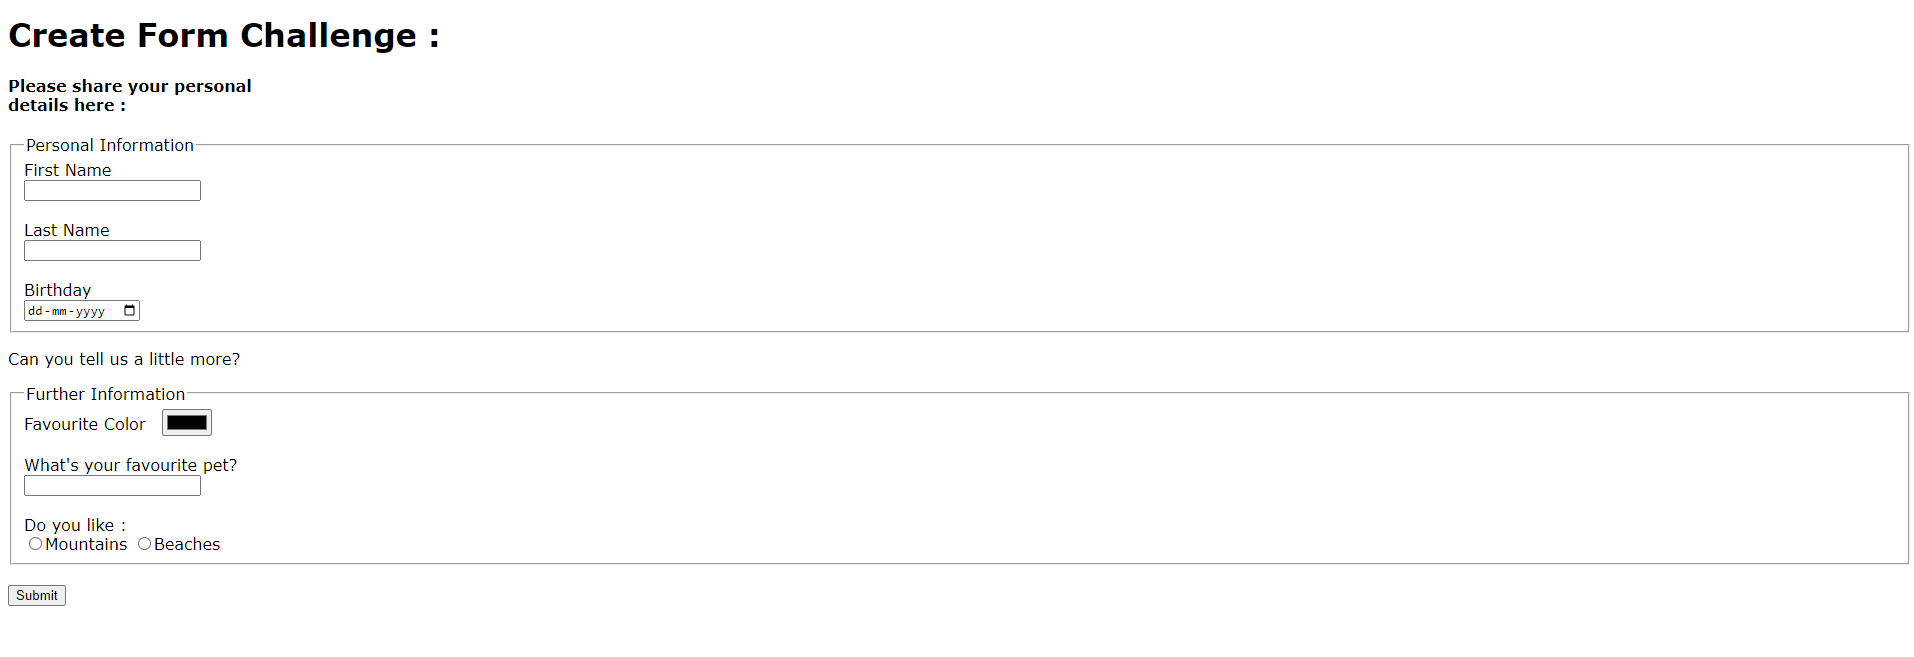 Create Form Challenge :
Please share your personal
details here :
Personal Information
First Name
Last Name
Birthday
dd-mm-yyyy
Can you tell us a little more?
Further Information
Favourite Color
What's your favourite pet?
Do you like :
Mountains Beaches
Submit